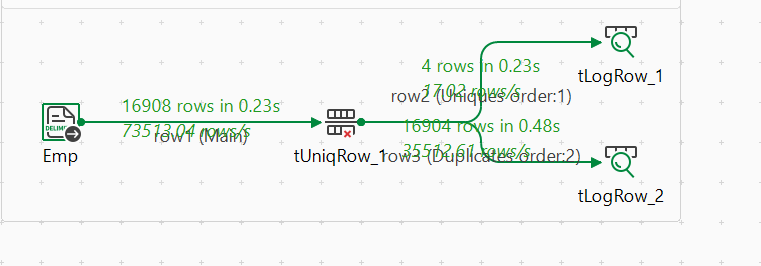 4 rows in 0.23s
17.02 rows/s
row2 (Uniques order:1)
tLogRow_1
16908 rows in 0.23s
73513.04 rows/s
row1 (Main)
DELIMI
Emp
tUniqRow_1
16904 rows in 0.48s
35512.61 rows/s
row3 (Duplicates order:2)
tLogRow_2